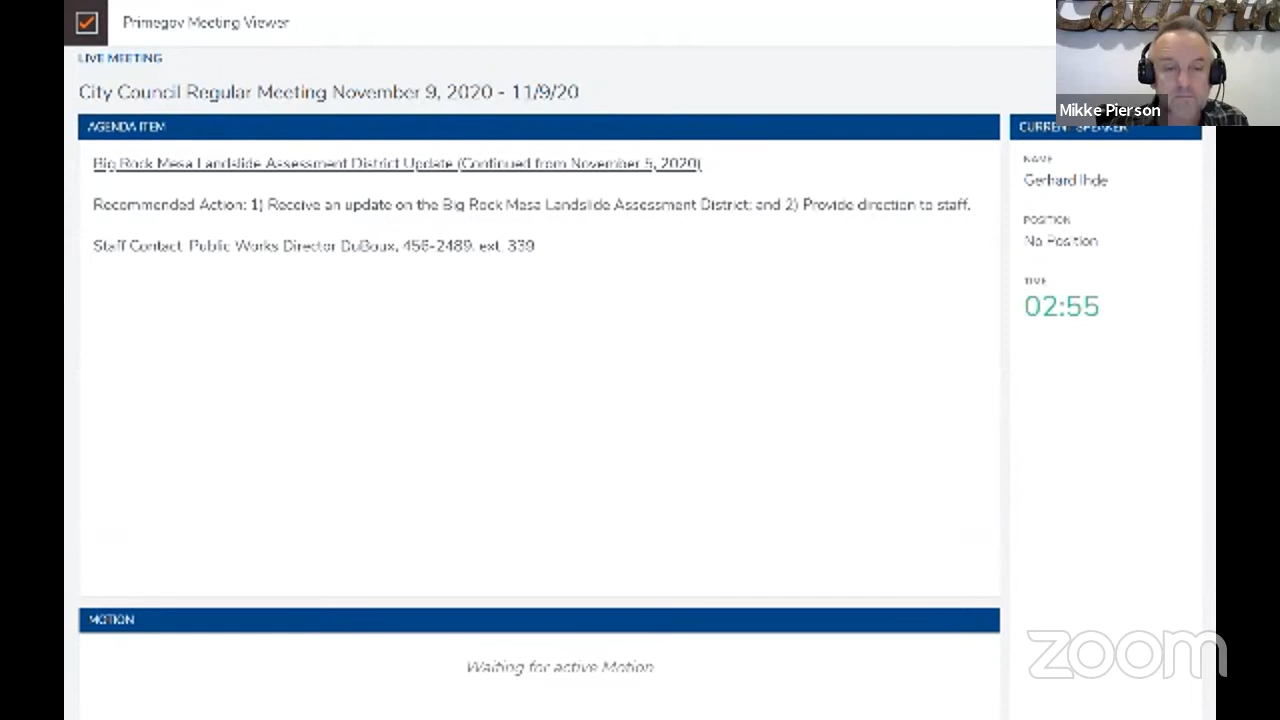 Primegov Meeting Viewer
LIVE MEETING
City Council Regular Meeting November 9, 2020 - 11/9/20
AGENDA ITEM
Big Rock Mesa Landslide Assessment District Update (Continued from November 5, 2020)
Recommended Action: 1) Receive an update on the Big Rock Mesa Landslide Assessment District; and 2) Provide direction to staff.
Staff Contact: Public Works Director DuBoux, 456-2489, ext. 339
MOTION
Waiting for active Motion
Mikke Pierson
CURRENT SPEAKER
NAME
Gerhard Ihde
POSITION
No Position
TIME
02:55
zoom